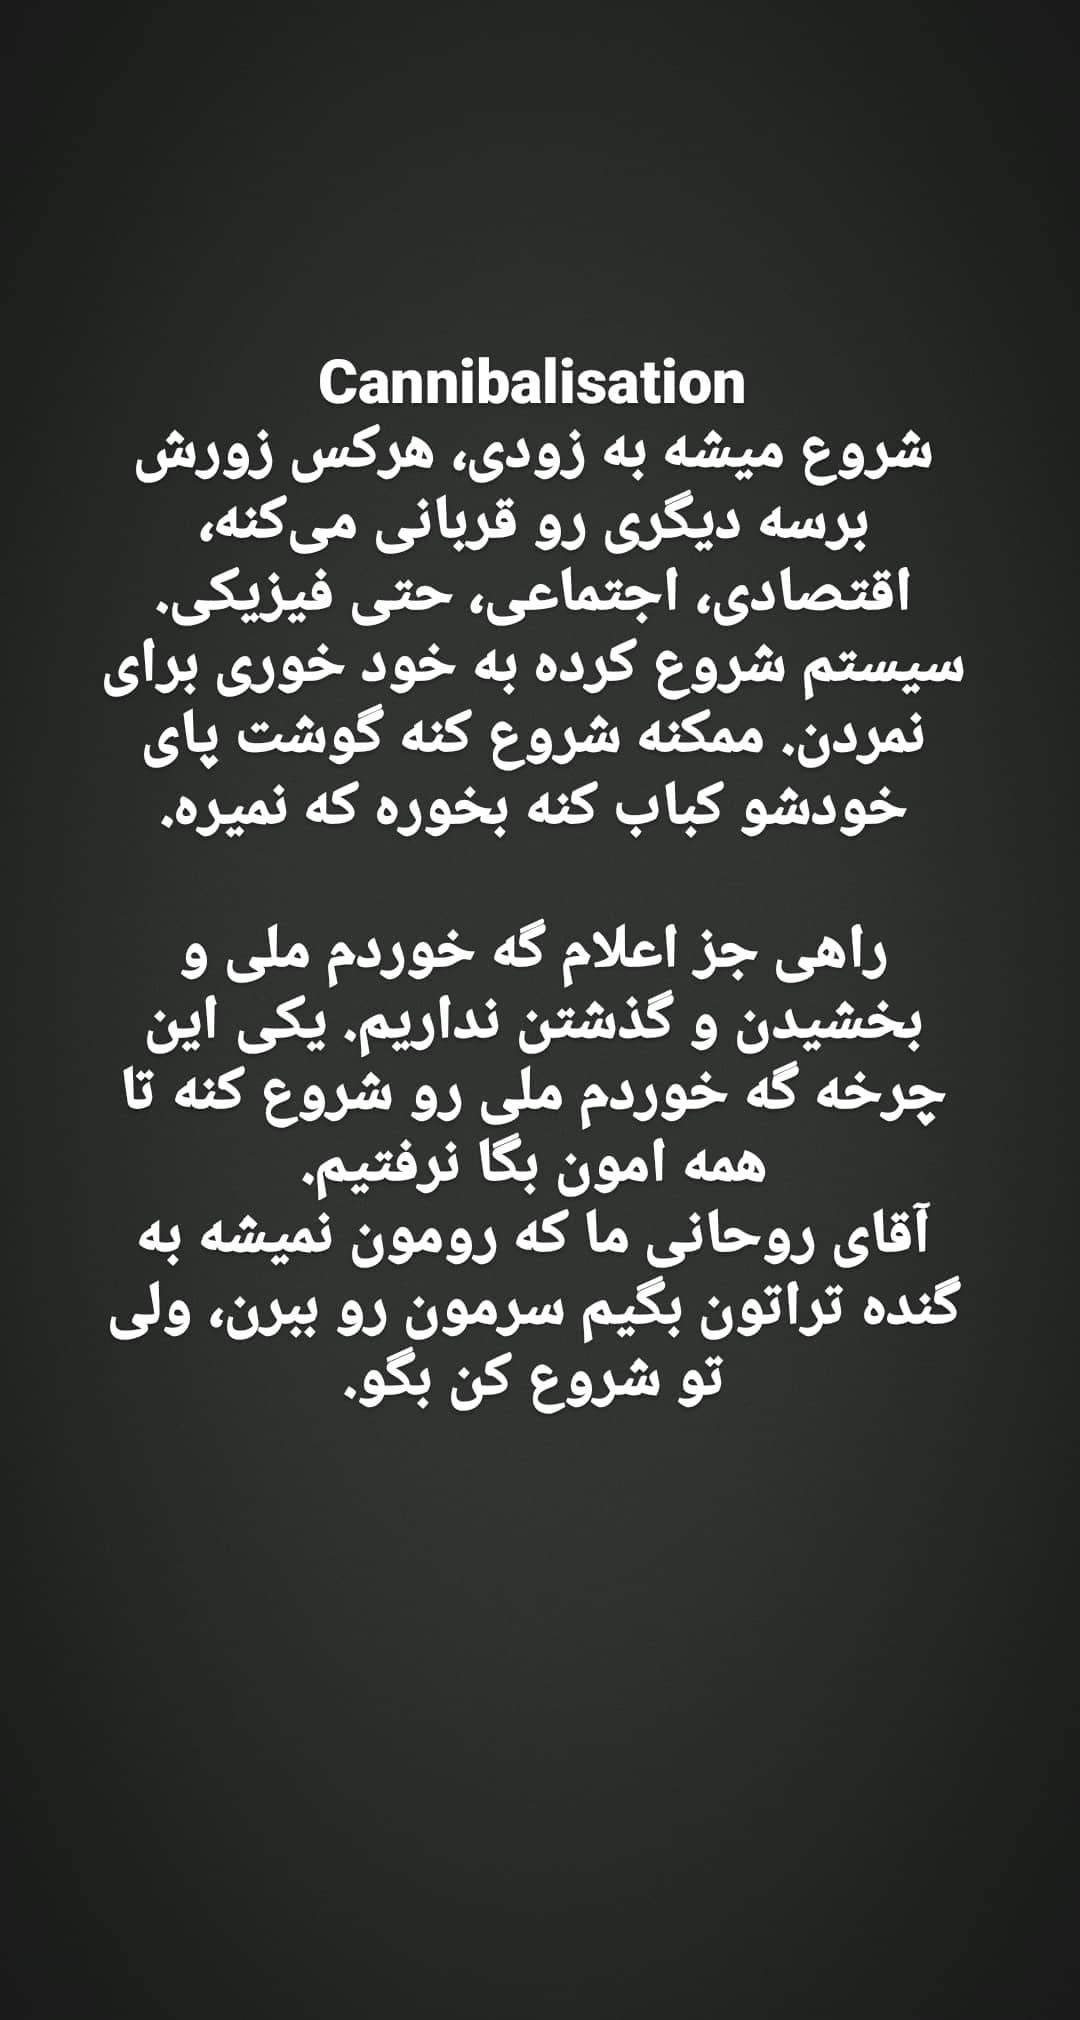 Cannibalisation
شروع میشه به زودی، هرکس زورش
برسه دیگری رو قربانی می‌کنه،
اقتصادی، اجتماعی، حتی فیزیکی.
سیستم شروع کرده به خود خوری برای
نمردن. ممکنه شروع کنه گوشت پای
خودشو کباب کنه بخوره که نمیره.
راهی جز اعلام گه خوردم ملی و
بخشیدن و گذشتن نداریم. یکی این
چرخه گه خوردم ملی رو شروع کنه تا
همه امون بگا نرفتیم.
آقای روحانی ما که رومون نمیشه به
گنده تراتون بگیم سرمون رو ببرن، ولی
تو شروع کن بگو.